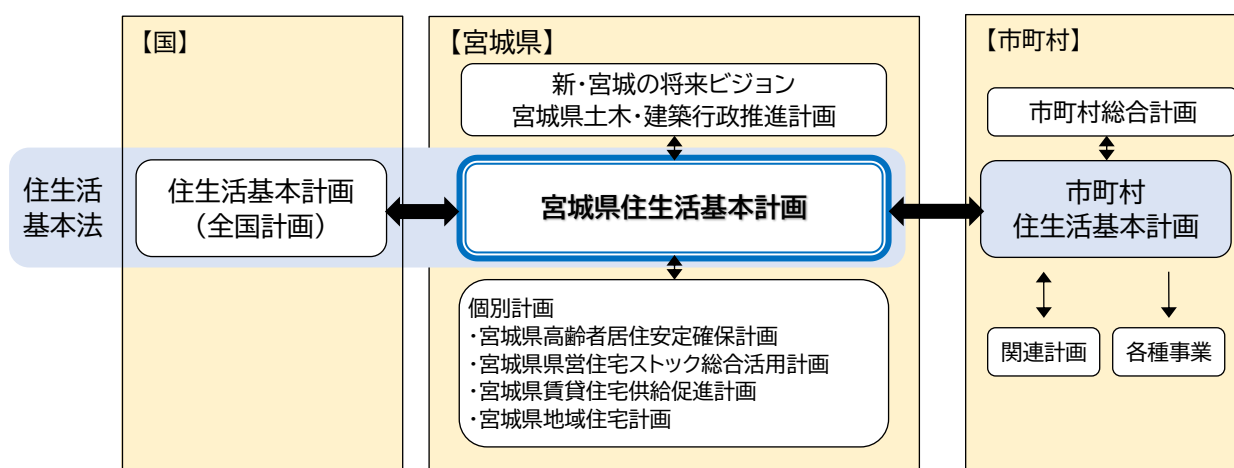 【国】
【宮城県】
【市町村】
新・宮城の将来ビジョン
宮城県土木・建築行政推進計画
市町村総合計画
住生活
基本法
住生活基本計画
（全国計画）
宮城県住生活基本計画
市町村
住生活基本計画
個別計画
・宮城県高齢者居住安定確保計画
・宮城県県営住宅ストック総合活用計画
・宮城県賃貸住宅供給促進計画
・宮城県地域住宅計画
関連計画
各種事業